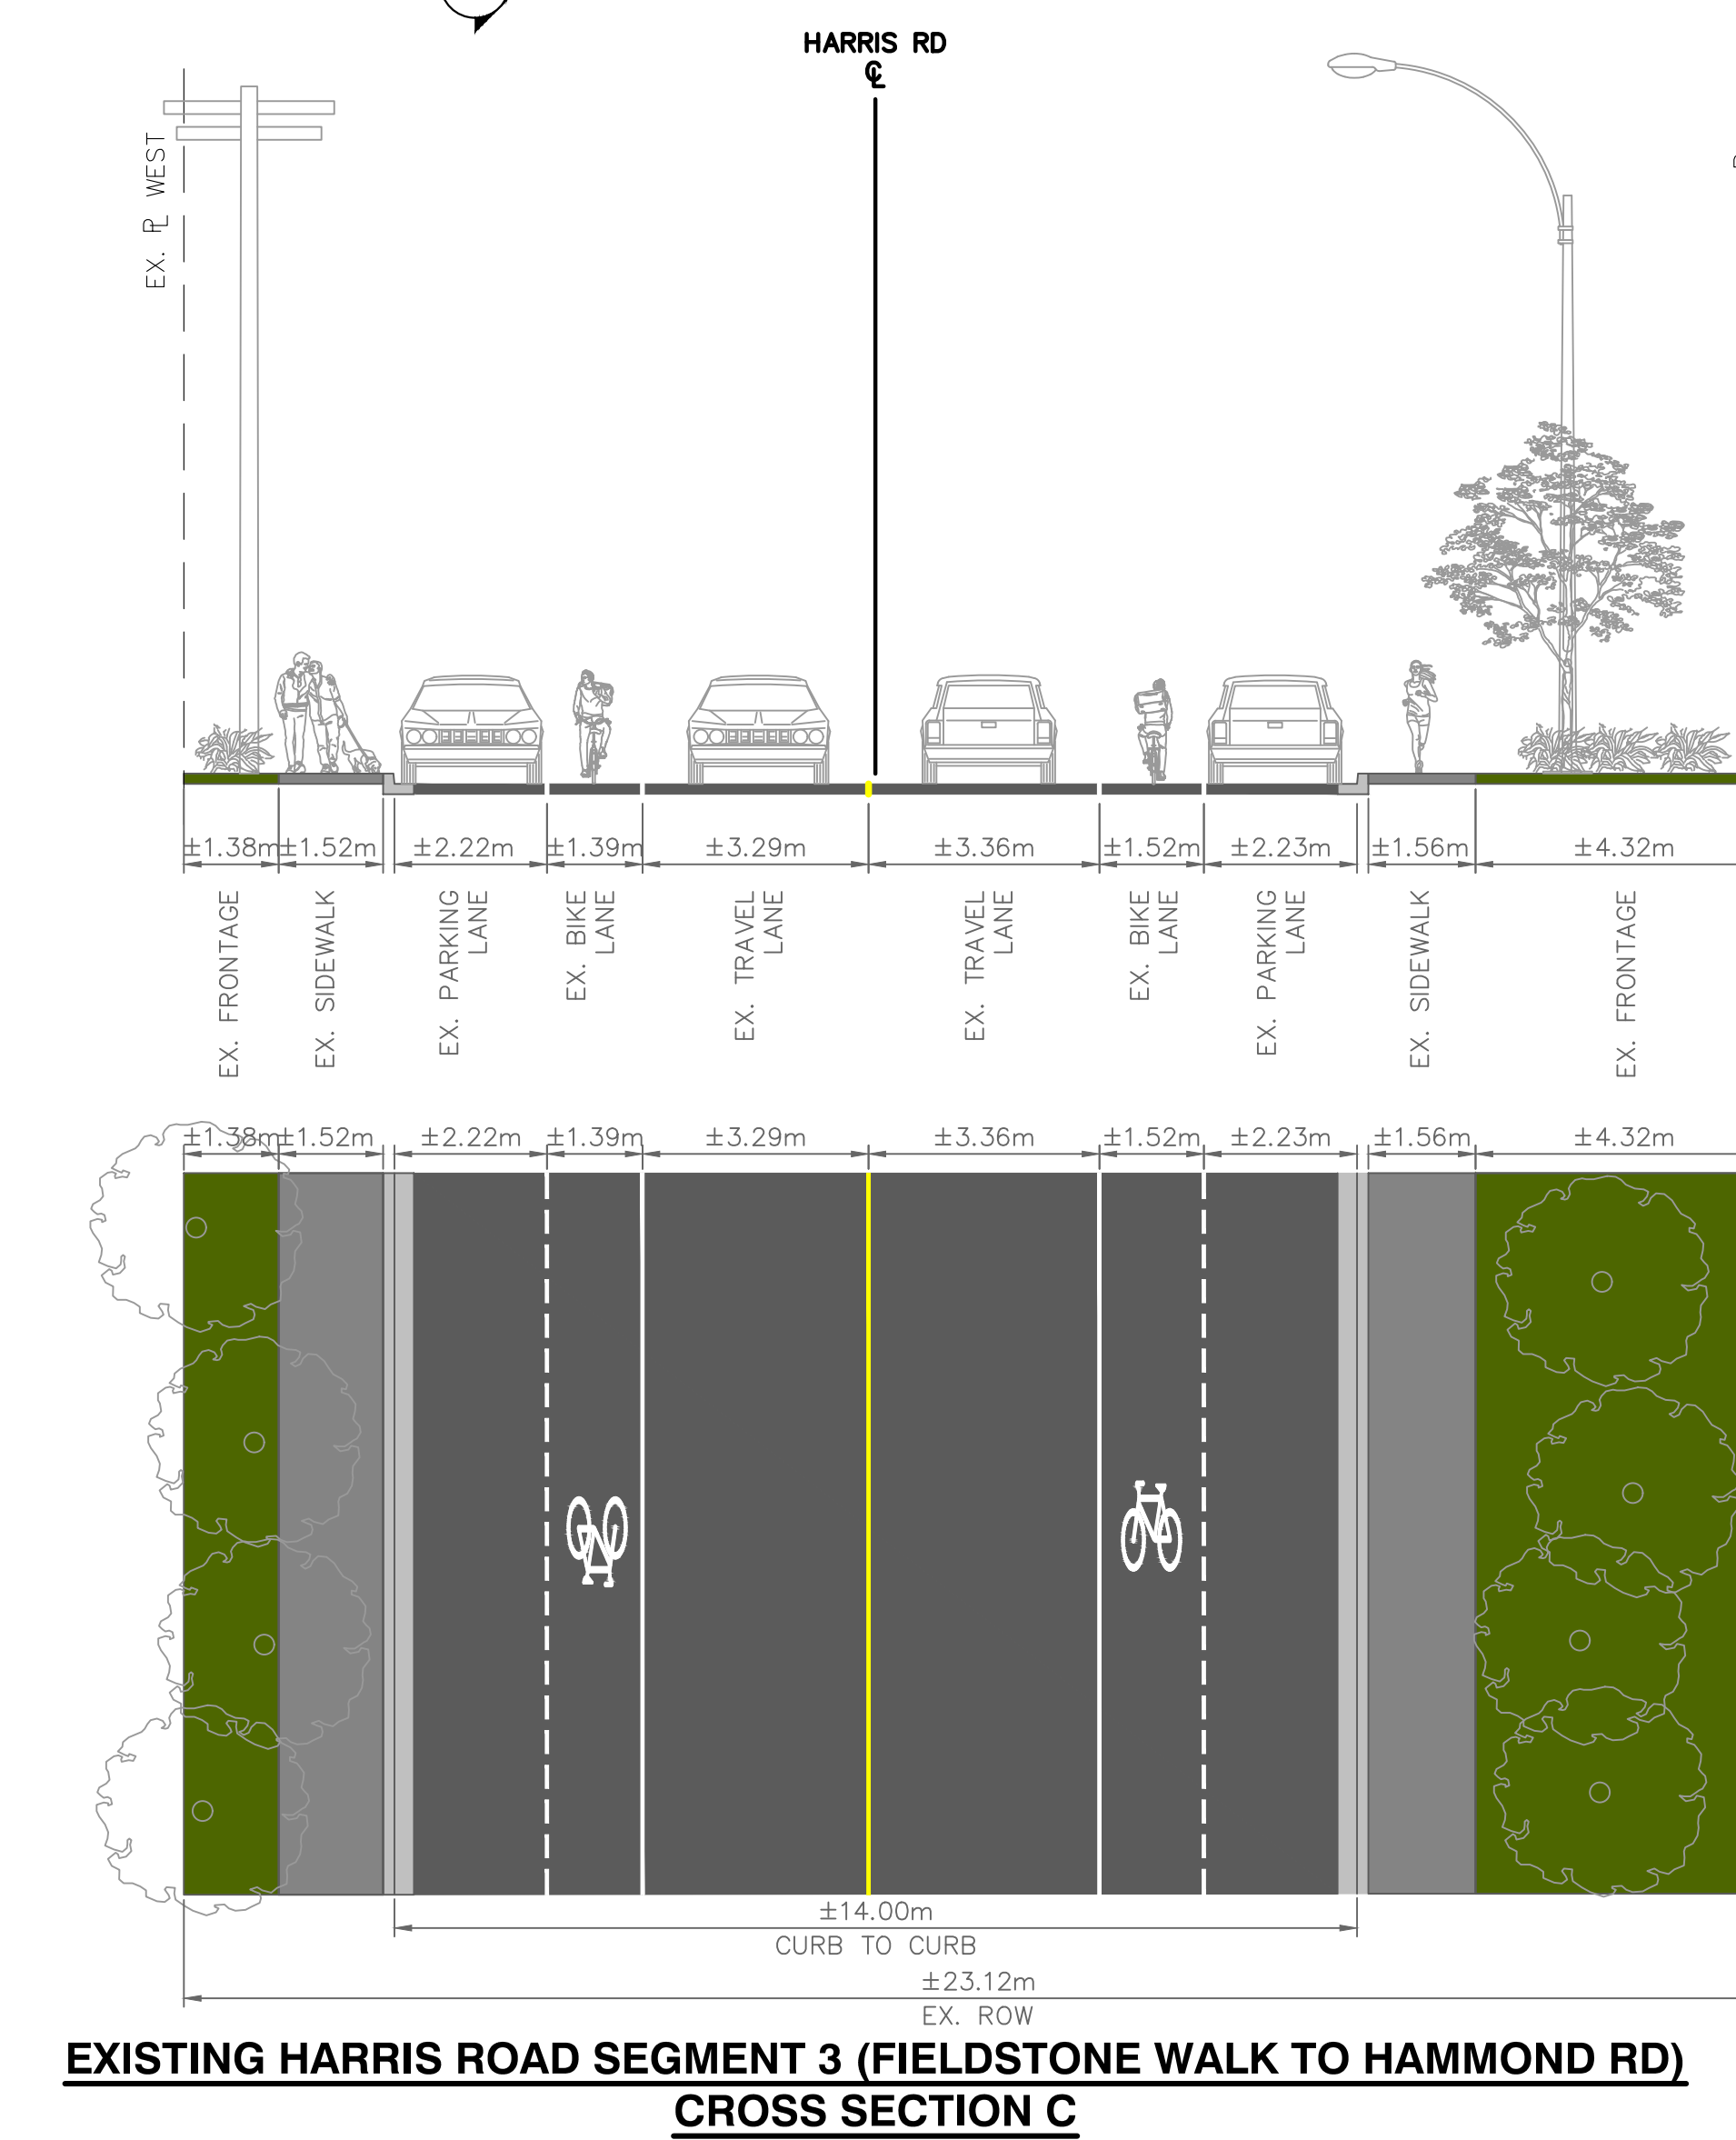 HARRIS RD
℄
EX. ⅊ WEST
±1.38m ±1.52m ±2.22m ±1.39m ±3.29m ±3.36m ±1.52m ±2.23m ±1.56m ±4.32m
EX. FRONTAGE
EX. SIDEWALK
EX. PARKING
LANE
EX. BIKE
LANE
EX. TRAVEL
LANE
EX. TRAVEL
LANE
EX. BIKE
LANE
EX. PARKING
LANE
EX. SIDEWALK
EX. FRONTAGE
±1.38m ±1.52m ±2.22m ±1.39m ±3.29m ±3.36m ±1.52m ±2.23m ±1.56m ±4.32m
±14.00m
CURB TO CURB
±23.12m
EX. ROW
EXISTING HARRIS ROAD SEGMENT 3 (FIELDSTONE WALK TO HAMMOND RD)
CROSS SECTION C